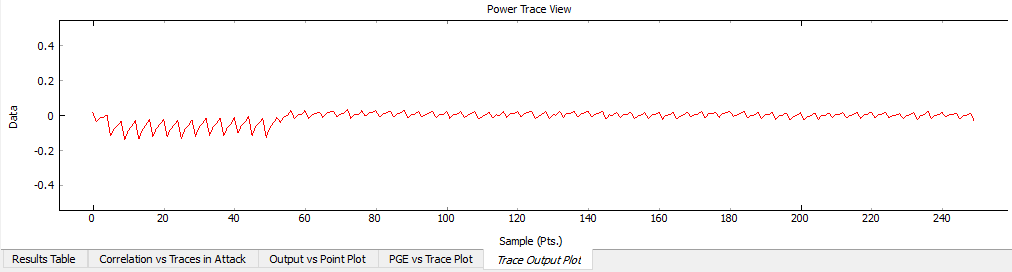 Power Trace View
0.4
0.2
0
-0.2
-0.4
Data
0 20 40 60 80 100 120 140 160 180 200 220 240
Sample (Pts.)
Results Table Correlation vs Traces in Attack Output vs Point Plot PGE vs Trace Plot Trace Output Plot